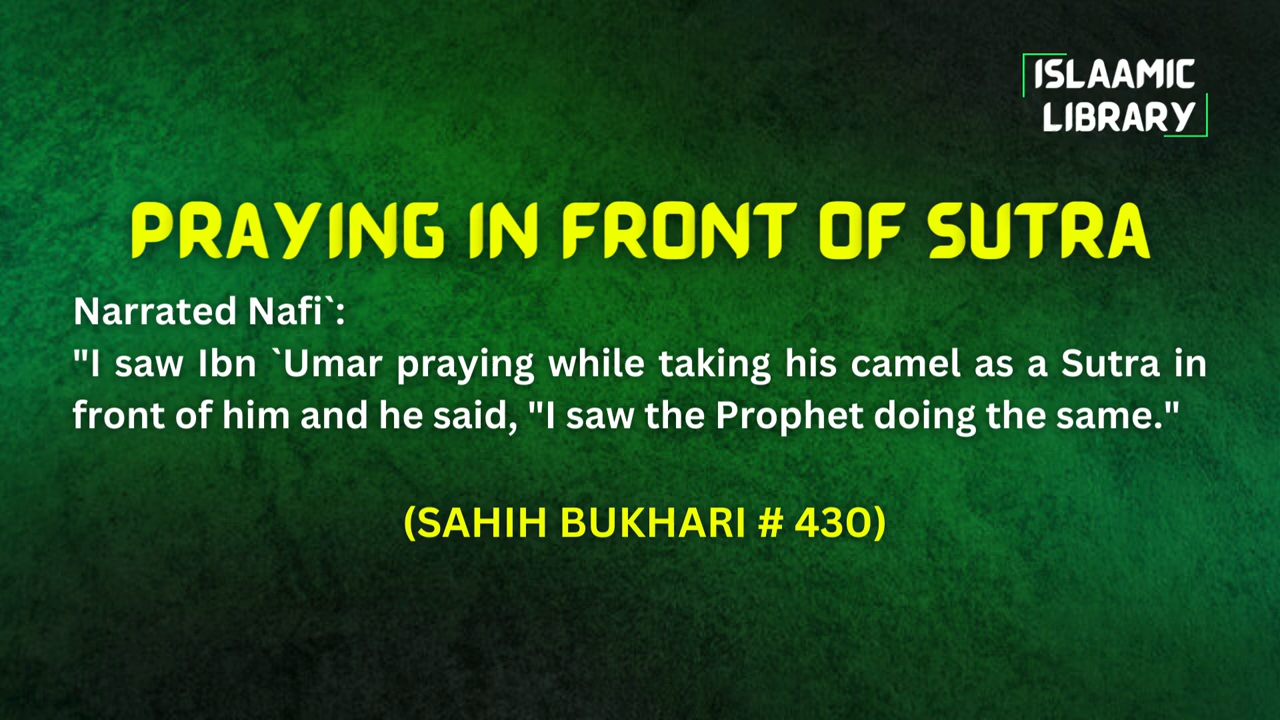 ISLAAMIC
LIBRARY
PRAYING IN FRONT OF SUTRA
Narrated Nafi`:
"I saw Ibn `Umar praying while taking his camel as a Sutra in
front of him and he said, "I saw the Prophet doing the same."
(SAHIH BUKHARI # 430)